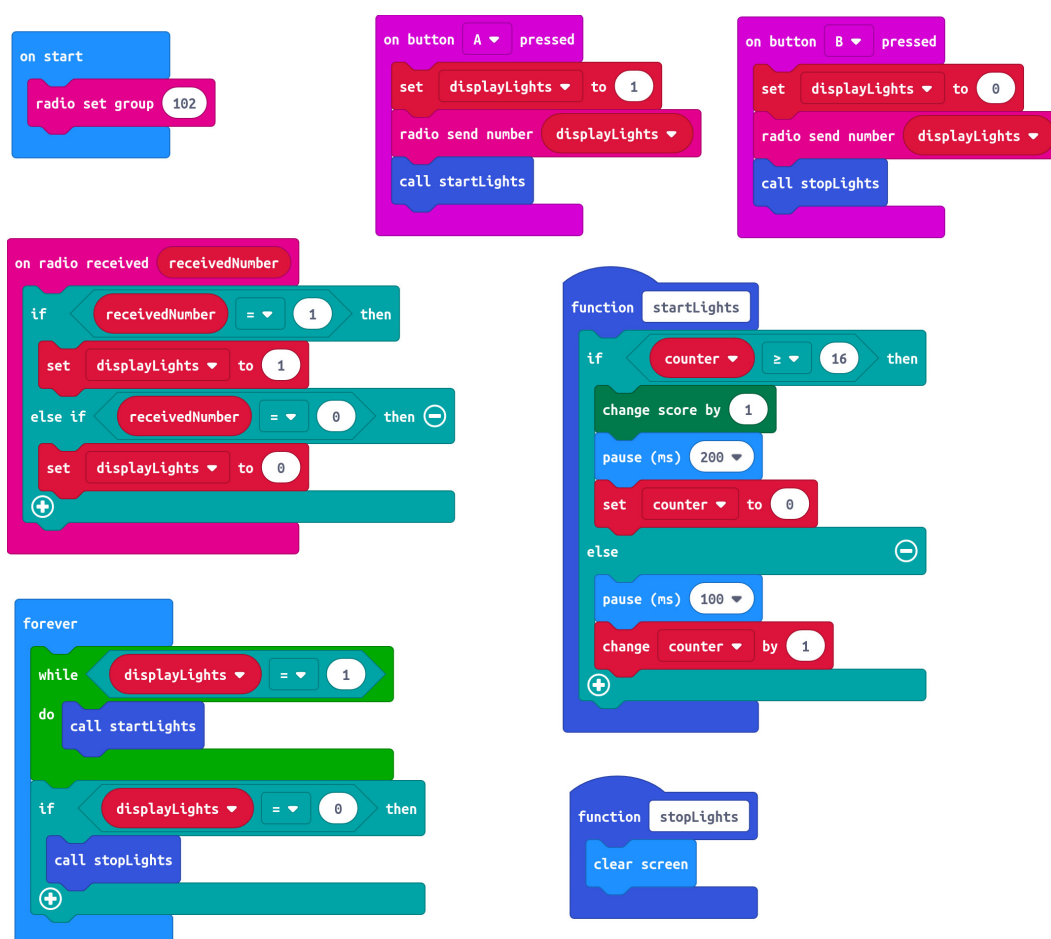 on start
radio set group 102
on button A pressed
set displayLights to 1
radio send number displayLights
call startLights
on button B pressed
set displayLights to 0
radio send number displayLights
call stopLights
on radio received receivedNumber
if receivedNumber = 1 then
set displayLights to 1
else if receivedNumber = 0 then
set displayLights to 0
function startLights
if counter ≥ 16 then
change score by 1
pause (ms) 200
set counter to 0
else
pause (ms) 100
change counter by 1
forever
while displayLights = 1
do
call startLights
if displayLights = 0 then
call stopLights
function stopLights
clear screen